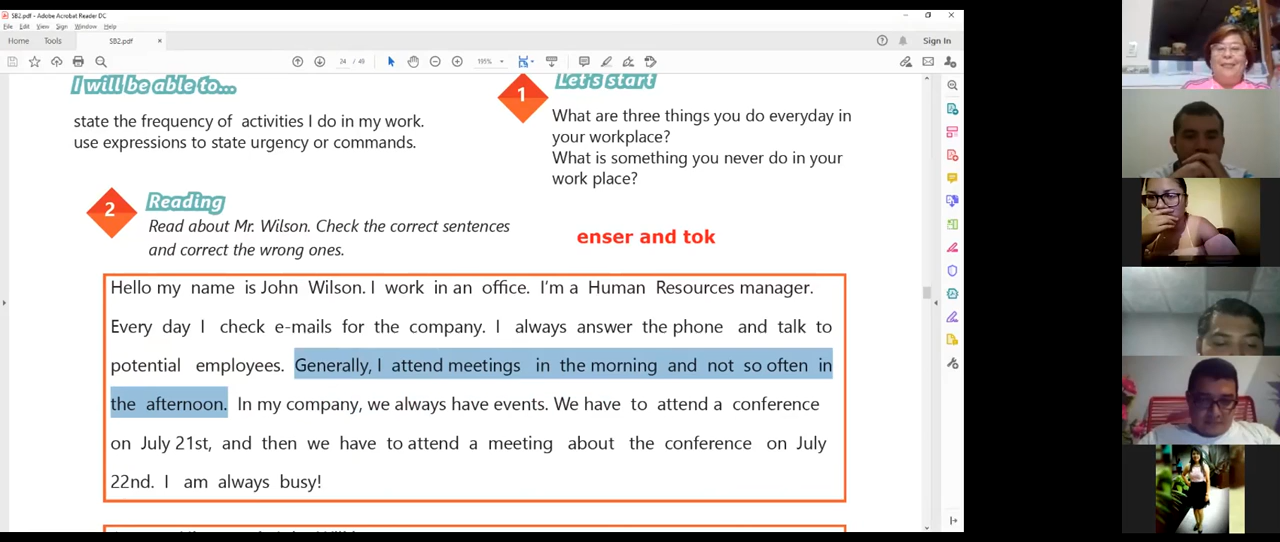 SB2.pdf - Adobe Acrobat Reader DC
File Edit View Sign Window Help
Home Tools SB2.pdf × Sign In
24 / 49 195%
I will be able to...
state the frequency of activities I do in my work.
use expressions to state urgency or commands.
1 Let's start
What are three things you do everyday in
your workplace?
What is something you never do in your
work place?
2 Reading
Read about Mr. Wilson. Check the correct sentences
and correct the wrong ones.
enser and tok
Hello my name is John Wilson. I work in an office. I'm a Human Resources manager.
Every day I check e-mails for the company. I always answer the phone and talk to
potential employees. Generally, I attend meetings in the morning and not so often in
the afternoon. In my company, we always have events. We have to attend a conference
on July 21st, and then we have to attend a meeting about the conference on July
22nd. I am always busy!